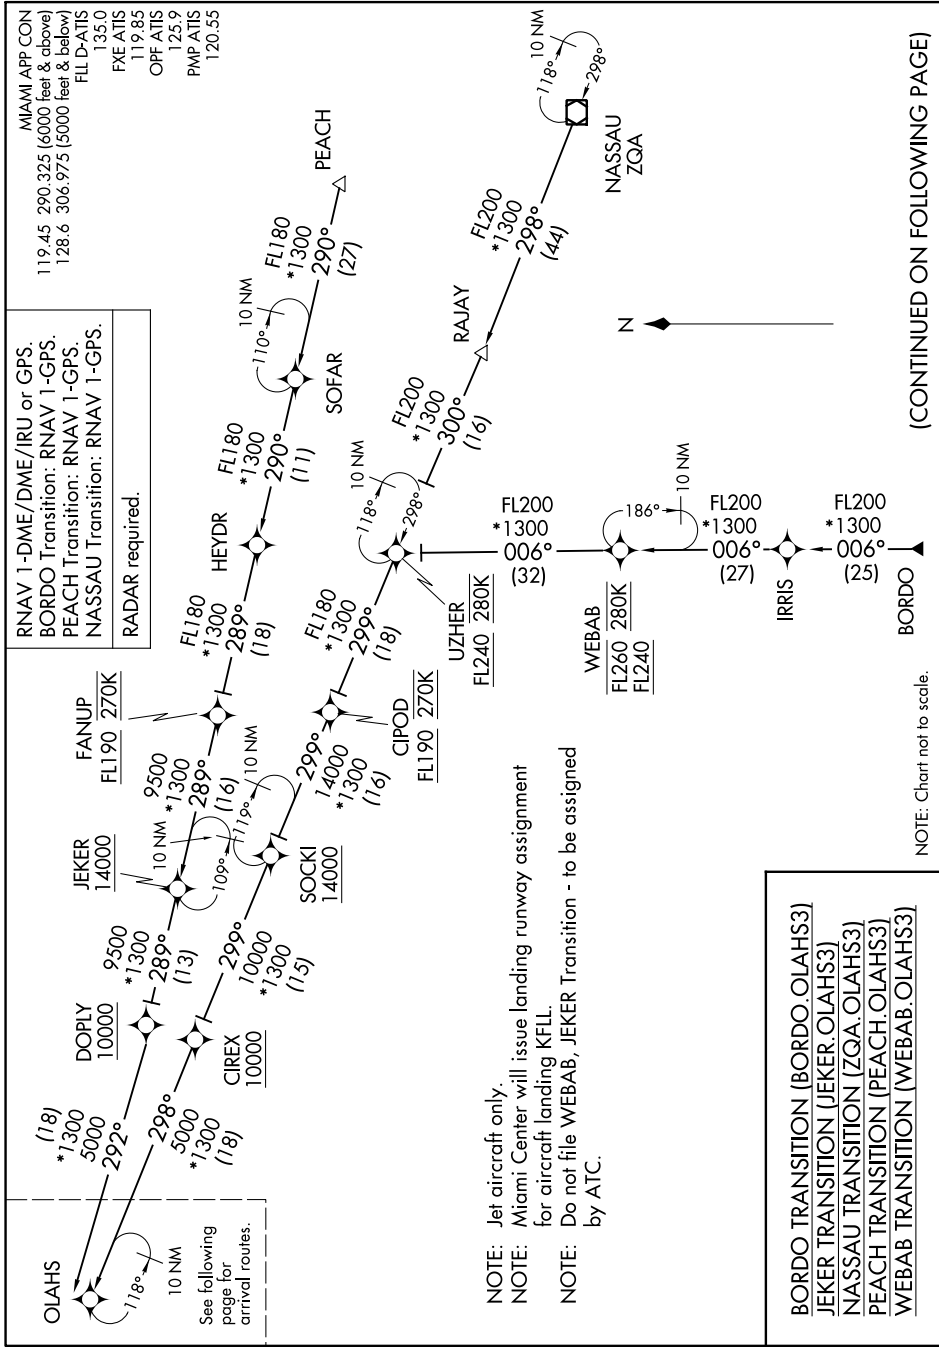 RNAV 1-DME/DME/IRU or GPS.
BORDO Transition: RNAV 1-GPS.
PEACH Transition: RNAV 1-GPS.
NASSAU Transition: RNAV 1-GPS.
RADAR required.
MIAMI APP CON
119.45 290.325 (6000 feet & above)
128.6 306.975 (5000 feet & below)
FLL D-ATIS
135.0
FXE ATIS
119.85
OPF ATIS
125.9
PMP ATIS
120.55
OLAHS
118°
10 NM
See following
page for
arrival routes.
(18)
*1300
5000
292°
298°
5000
*1300
(18)
DOPLY
10000
CIREX
10000
9500
*1300
289°
(13)
299°
10000
*1300
(15)
JEKER
14000
10 NM
109°
SOCKI
14000
119°
10 NM
9500
*1300
289°
(16)
299°
14000
*1300
(16)
FANUP
FL190 270K
CIPOD
FL190 270K
FL180
*1300
289°
(18)
FL180
*1300
299°
(18)
HEYDR
UZHER
FL240 280K
118°
298°
10 NM
FL180
*1300
290°
(11)
SOFAR
110°
10 NM
FL180
*1300
290°
(27)
PEACH
FL200
*1300
300°
(16)
RAJAY
FL200
*1300
298°
(44)
NASSAU
ZQA
118°
298°
10 NM
FL200
*1300
006°
(32)
WEBAB
FL260 280K
FL240
186°
10 NM
FL200
*1300
006°
(27)
IRRIS
FL200
*1300
006°
(25)
BORDO
N
NOTE: Jet aircraft only.
NOTE: Miami Center will issue landing runway assignment
for aircraft landing KFLL.
NOTE: Do not file WEBAB, JEKER Transition - to be assigned
by ATC.
NOTE: Chart not to scale.
(CONTINUED ON FOLLOWING PAGE)
BORDO TRANSITION (BORDO.OLAHS3)
JEKER TRANSITION (JEKER.OLAHS3)
NASSAU TRANSITION (ZQA.OLAHS3)
PEACH TRANSITION (PEACH.OLAHS3)
WEBAB TRANSITION (WEBAB.OLAHS3)